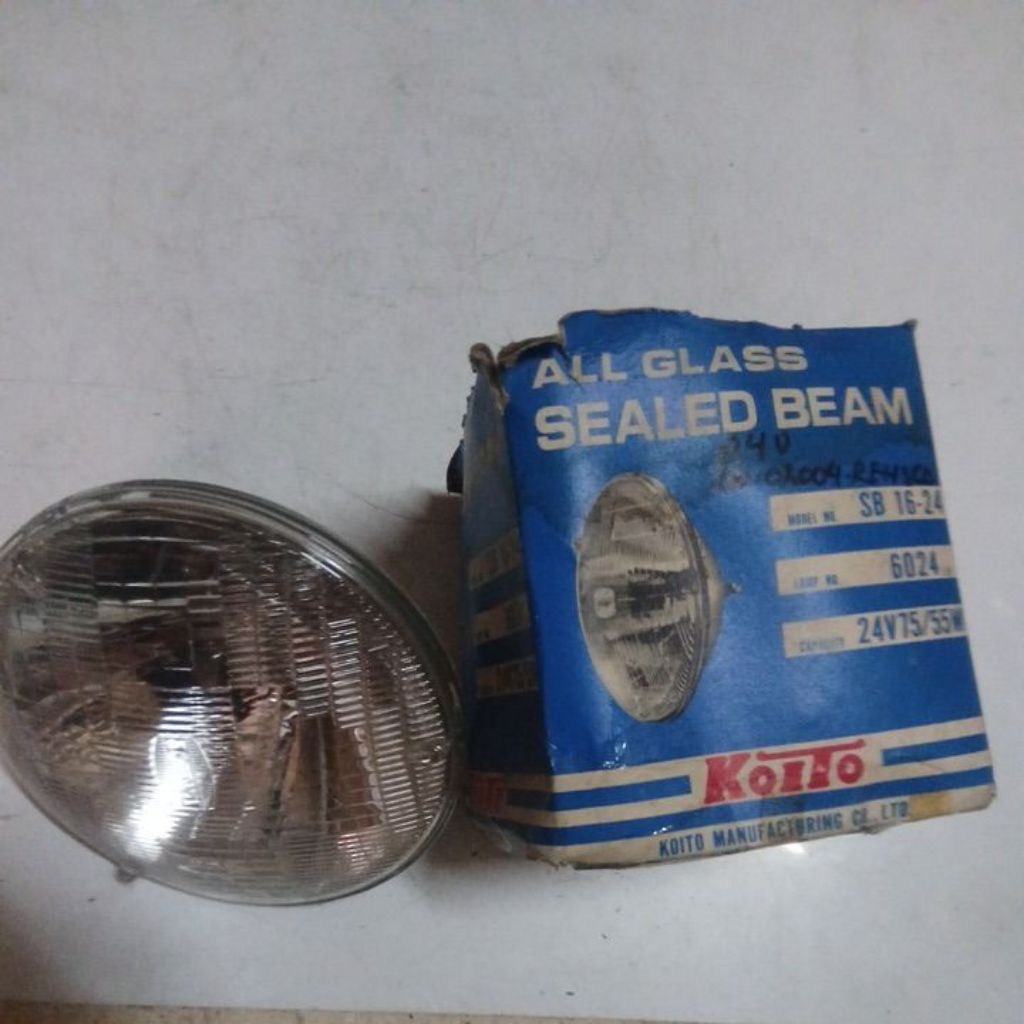 ALL GLASS
SEALED BEAM
MODEL NO. SB 16-24
LAMP NO. 6024
CAPACITY 24V75/55W
KOITO
KOITO MANUFACTURING CO., LTD.